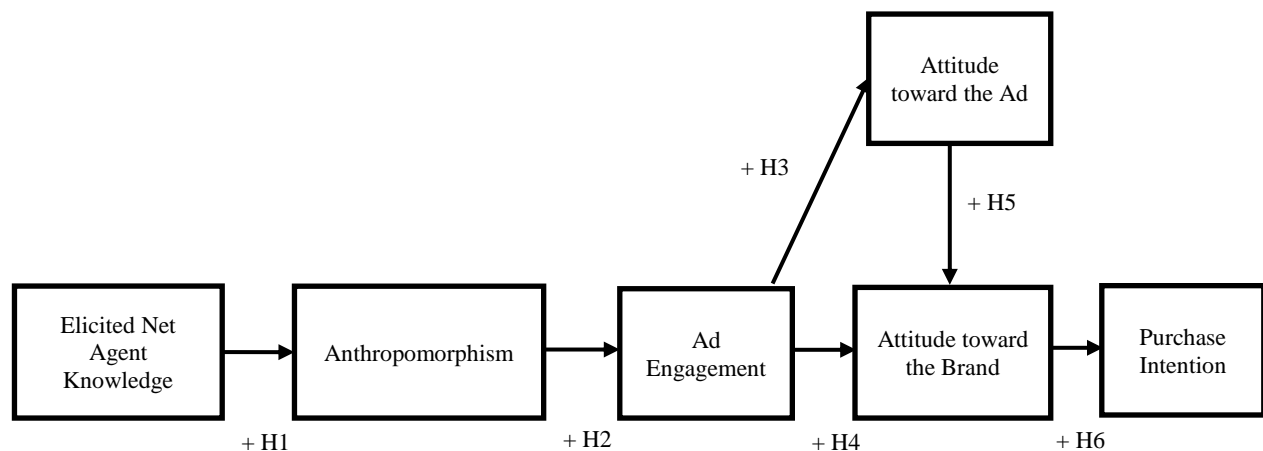 Attitude
toward the Ad
+ H3
+ H5
Elicited Net
Agent
Knowledge
Anthropomorphism
Ad
Engagement
Attitude toward
the Brand
Purchase
Intention
+ H1
+ H2
+ H4
+ H6